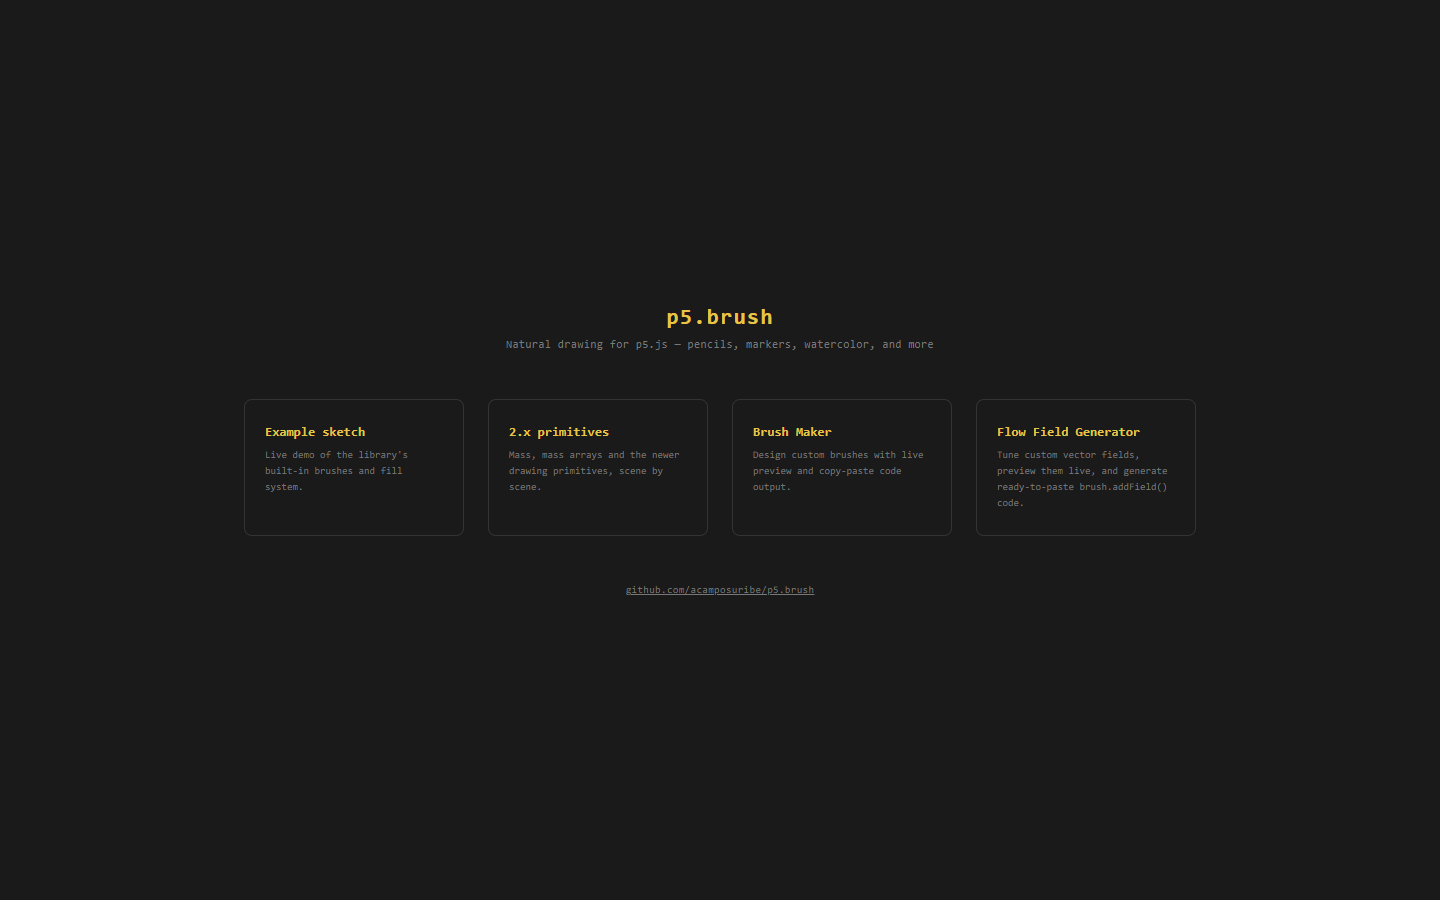 p5.brush
Natural drawing for p5.js — pencils, markers, watercolor, and more
Example sketch
Live demo of the library's
built-in brushes and fill
system.
2.x primitives
Mass, mass arrays and the newer
drawing primitives, scene by
scene.
Brush Maker
Design custom brushes with live
preview and copy-paste code
output.
Flow Field Generator
Tune custom vector fields,
preview them live, and generate
ready-to-paste brush.addField()
code.
github.com/acamposuribe/p5.brush